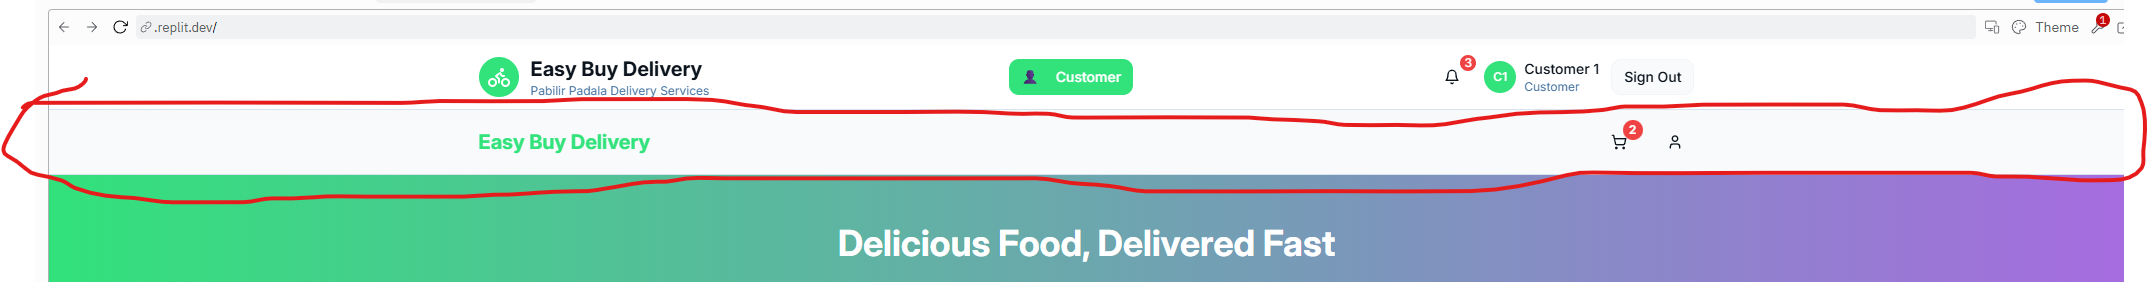 .replit.dev/
Theme
1
Easy Buy Delivery
Pabilir Padala Delivery Services
Customer
3
C1
Customer 1
Customer
Sign Out
Easy Buy Delivery
2
Delicious Food, Delivered Fast